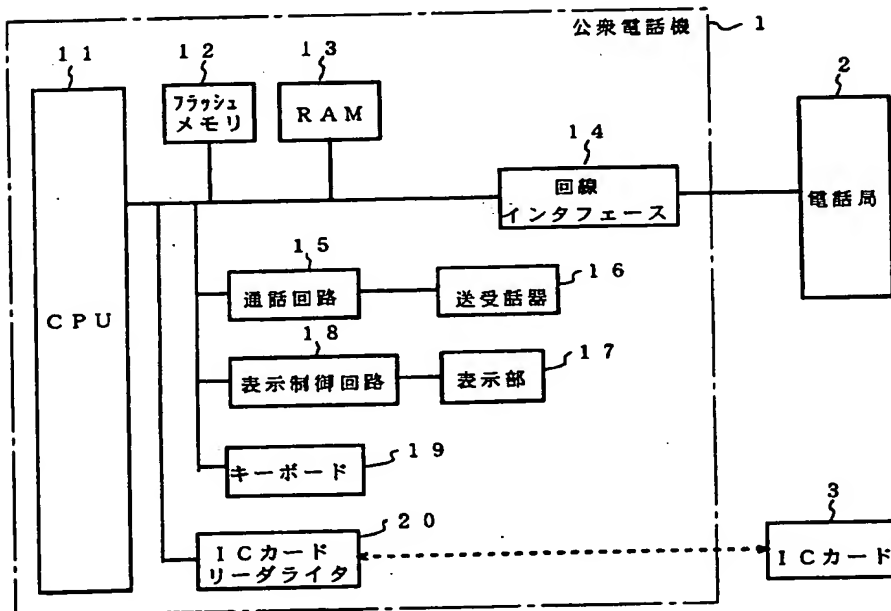 公衆電話機 1
11
12
13
フラッシュ
メモリ
RAM
2
14
回線
インタフェース
電話局
15
通話回路
16
送受話器
CPU
18
表示制御回路
17
表示部
19
キーボード
20
ICカード
リーダライタ
3
ICカード